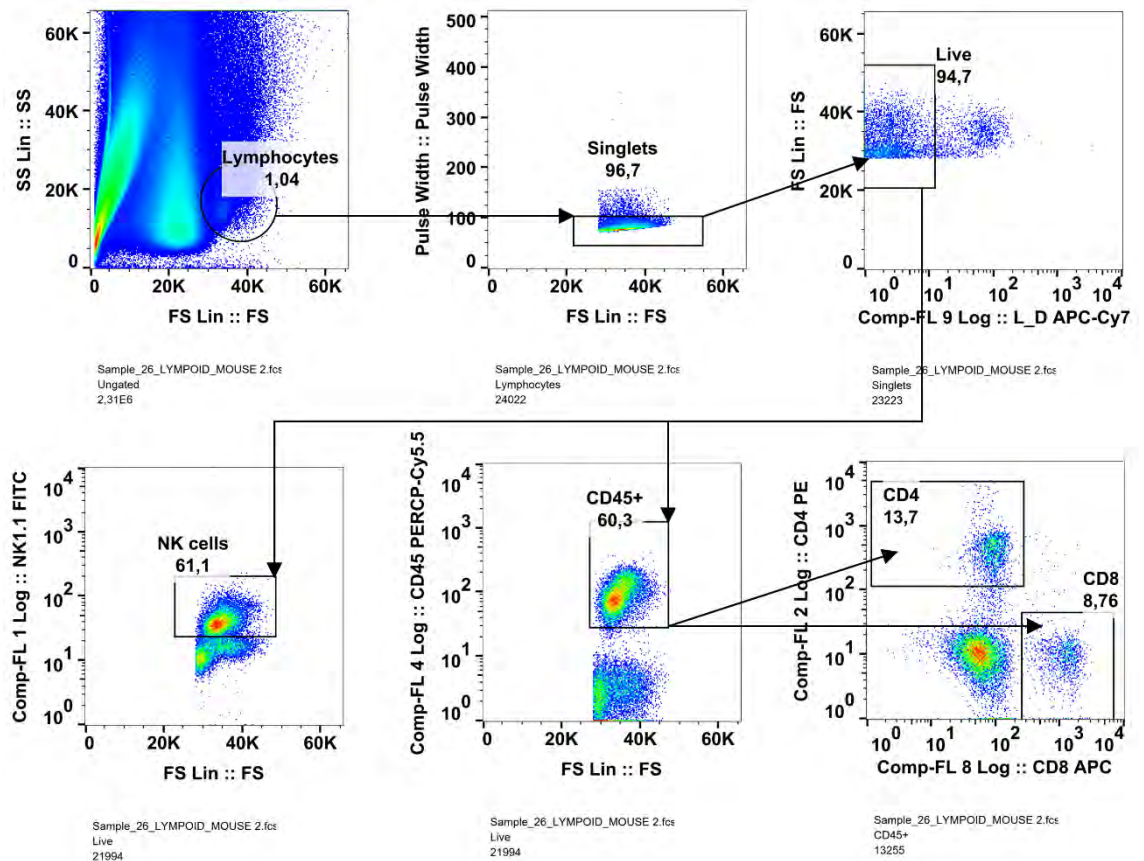 60K
40K
20K
0
SS Lin :: SS
Lymphocytes
1,04
0
20K
40K
60K
FS Lin :: FS
Sample_26_LYMPOID_MOUSE 2.fcs
Ungated
2,31E6
500
400
300
200
100
0
Pulse Width :: Pulse Width
Singlets
96,7
0
20K
40K
60K
FS Lin :: FS
Sample_26_LYMPOID_MOUSE 2.fcs
Lymphocytes
24022
60K
40K
20K
0
FS Lin :: FS
Live
94,7
10^0
10^1
10^2
10^3
10^4
Comp-FL 9 Log :: L_D APC-Cy7
Sample_26_LYMPOID_MOUSE 2.fcs
Singlets
23223
10^4
10^3
10^2
10^1
10^0
Comp-FL 1 Log :: NK1.1 FITC
NK cells
61,1
0
20K
40K
60K
FS Lin :: FS
Sample_26_LYMPOID_MOUSE 2.fcs
Live
21994
10^4
10^3
10^2
10^1
10^0
Comp-FL 4 Log :: CD45 PERCP-Cy5.5
CD45+
60,3
0
20K
40K
60K
FS Lin :: FS
Sample_26_LYMPOID_MOUSE 2.fcs
Live
21994
10^4
10^3
10^2
10^1
10^0
Comp-FL 2 Log :: CD4 PE
CD4
13,7
CD8
8,76
10^0
10^1
10^2
10^3
10^4
Comp-FL 8 Log :: CD8 APC
Sample_26_LYMPOID_MOUSE 2.fcs
CD45+
13255